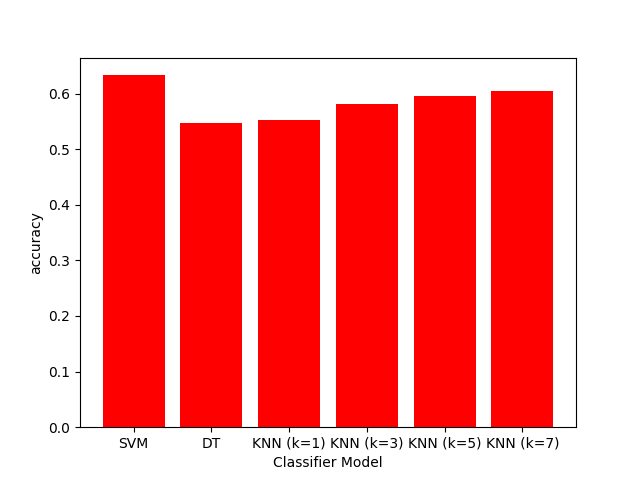 0.6
0.5
0.4
0.3
0.2
0.1
0.0
accuracy
SVM DT KNN (k=1) KNN (k=3) KNN (k=5) KNN (k=7)
Classifier Model